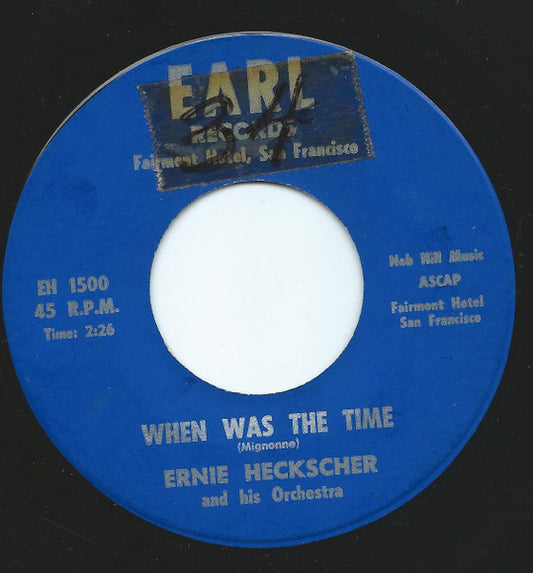 EARL
34
RECORDS
Fairmont Hotel, San Francisco
EH 1500
45 R.P.M.
Time: 2:26
Nob Hill Music
ASCAP
Fairmont Hotel
San Francisco
WHEN WAS THE TIME
(Mignonne)
ERNIE HECKSCHER
and his Orchestra